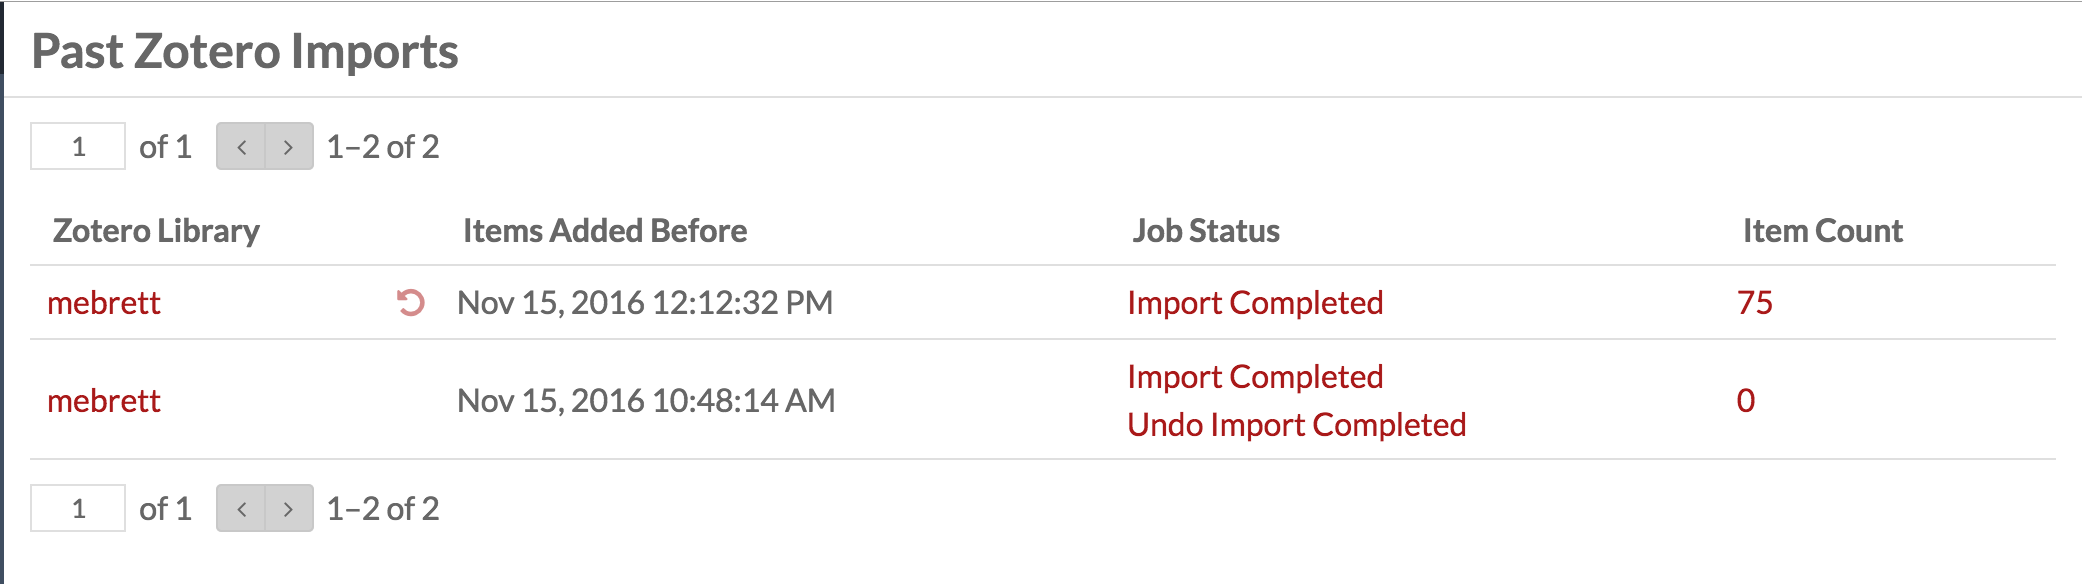 Past Zotero Imports
1 of 1 < > 1–2 of 2
Zotero Library Items Added Before Job Status Item Count
mebrett Nov 15, 2016 12:12:32 PM Import Completed 75
mebrett Nov 15, 2016 10:48:14 AM Import Completed 0
Undo Import Completed
1 of 1 < > 1–2 of 2